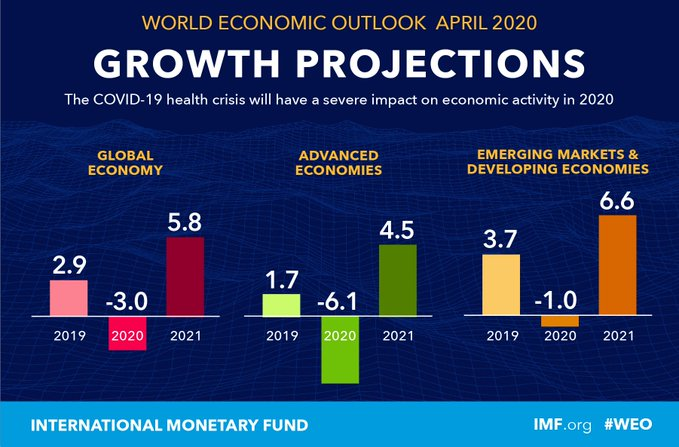 WORLD ECONOMIC OUTLOOK APRIL 2020
GROWTH PROJECTIONS
The COVID-19 health crisis will have a severe impact on economic activity in 2020
GLOBAL
ECONOMY
2.9
-3.0
5.8
2019
2020
2021
ADVANCED
ECONOMIES
1.7
-6.1
4.5
2019
2020
2021
EMERGING MARKETS &
DEVELOPING ECONOMIES
3.7
-1.0
6.6
2019
2020
2021
INTERNATIONAL MONETARY FUND
IMF.org #WEO